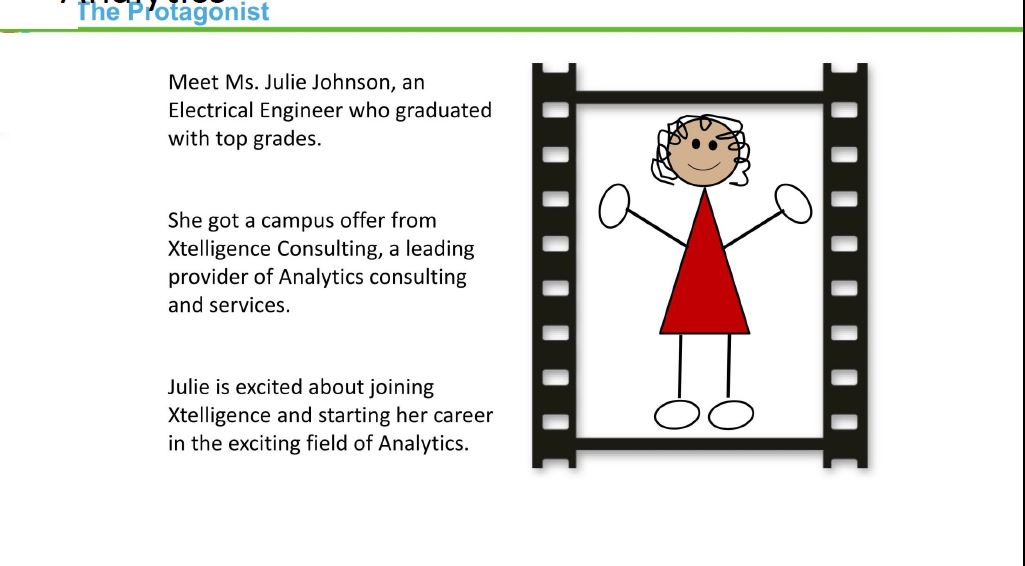 Analytics
The Protagonist
Meet Ms. Julie Johnson, an
Electrical Engineer who graduated
with top grades.
She got a campus offer from
Xtelligence Consulting, a leading
provider of Analytics consulting
and services.
Julie is excited about joining
Xtelligence and starting her career
in the exciting field of Analytics.